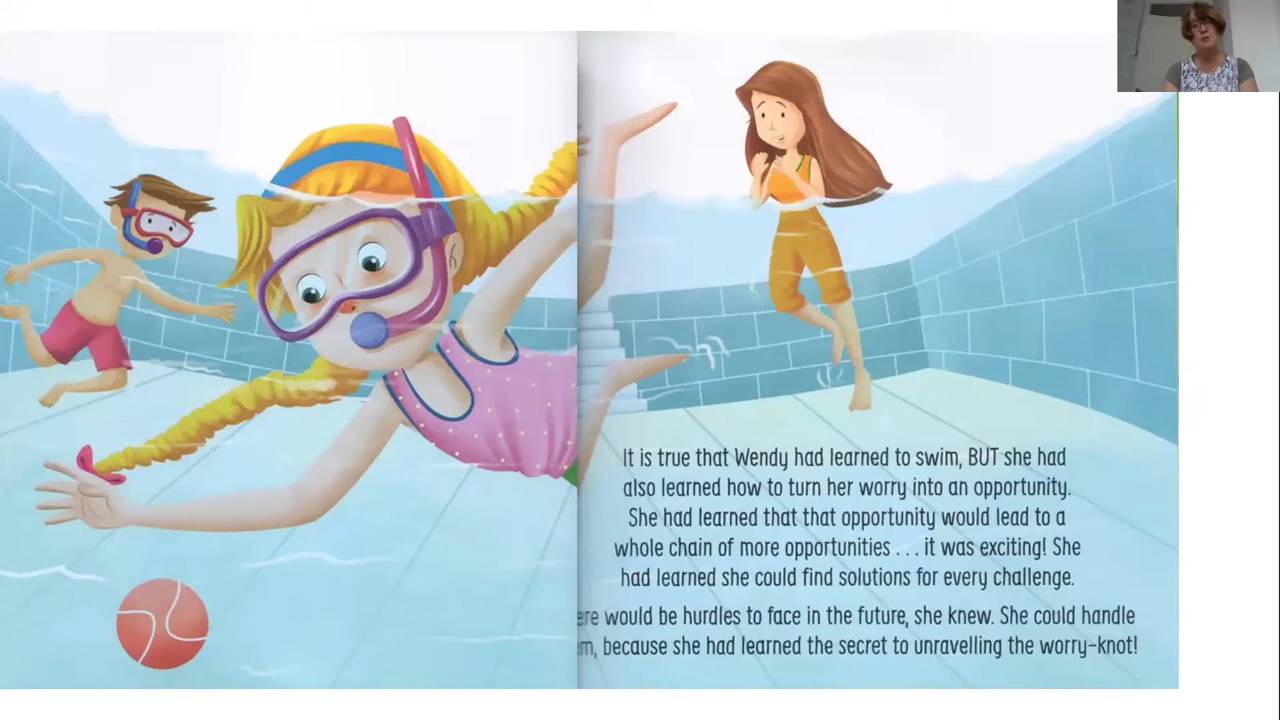 It is true that Wendy had learned to swim, BUT she had
also learned how to turn her worry into an opportunity.
She had learned that that opportunity would lead to a
whole chain of more opportunities . . . it was exciting! She
had learned she could find solutions for every challenge.
would be hurdles to face in the future, she knew. She could handle
because she had learned the secret to unravelling the worry-knot!